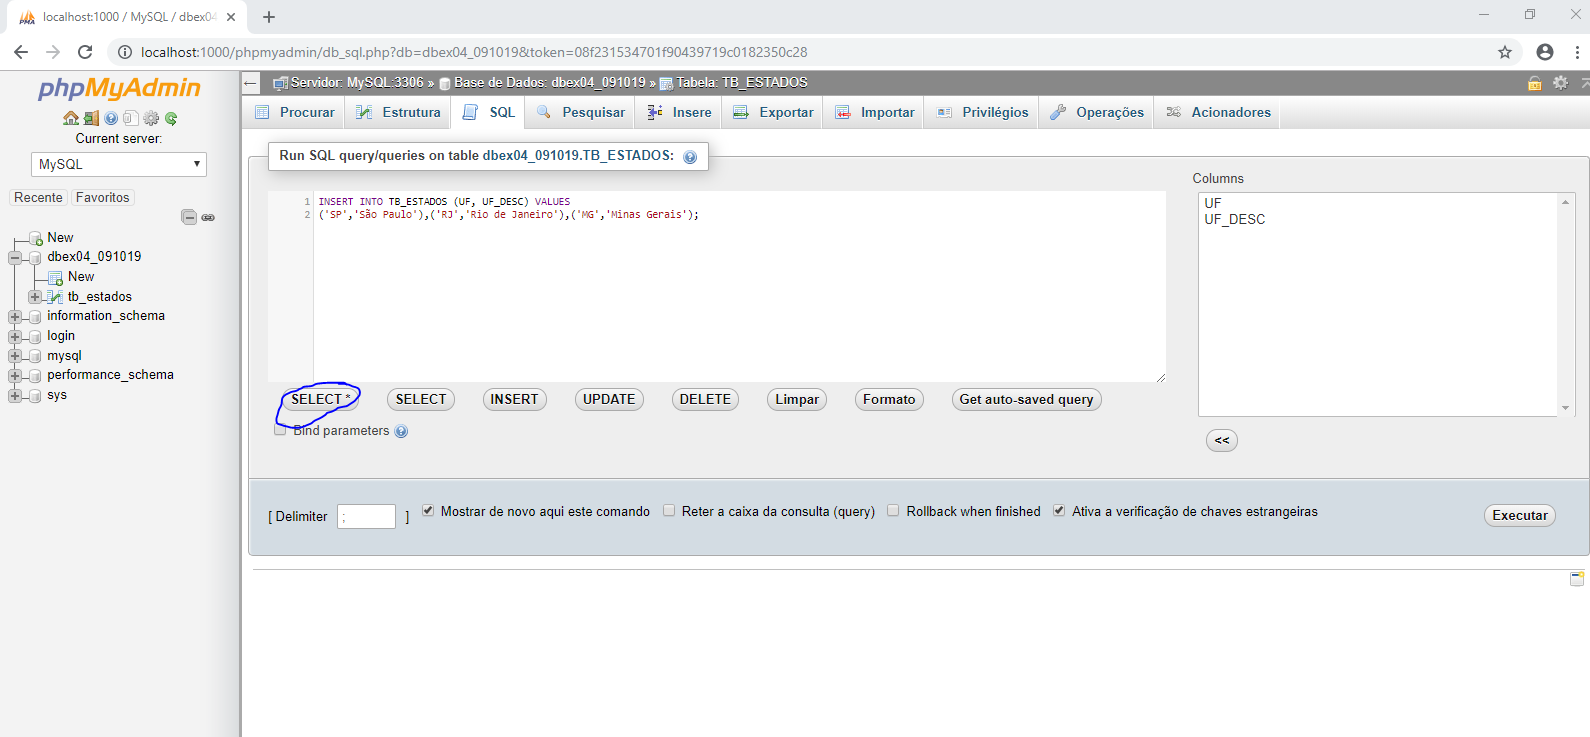 localhost:1000 / MySQL / dbex04
localhost:1000/phpmyadmin/db_sql.php?db=dbex04_091019&token=08f231534701f90439719c0182350c28
phpMyAdmin
Current server:
MySQL
Recente Favoritos
New
dbex04_091019
New
tb_estados
information_schema
login
mysql
performance_schema
sys
Servidor: MySQL:3306 » Base de Dados: dbex04_091019 » Tabela: TB_ESTADOS
Procurar Estrutura SQL Pesquisar Insere Exportar Importar Privilégios Operações Acionadores
Run SQL query/queries on table dbex04_091019.TB_ESTADOS:
1 INSERT INTO TB_ESTADOS (UF, UF_DESC) VALUES
2 ('SP','São Paulo'),('RJ','Rio de Janeiro'),('MG','Minas Gerais');
Columns
UF
UF_DESC
SELECT * SELECT INSERT UPDATE DELETE Limpar Formato Get auto-saved query
Bind parameters
<<
[ Delimiter ; ] Mostrar de novo aqui este comando Reter a caixa da consulta (query) Rollback when finished Ativa a verificação de chaves estrangeiras Executar